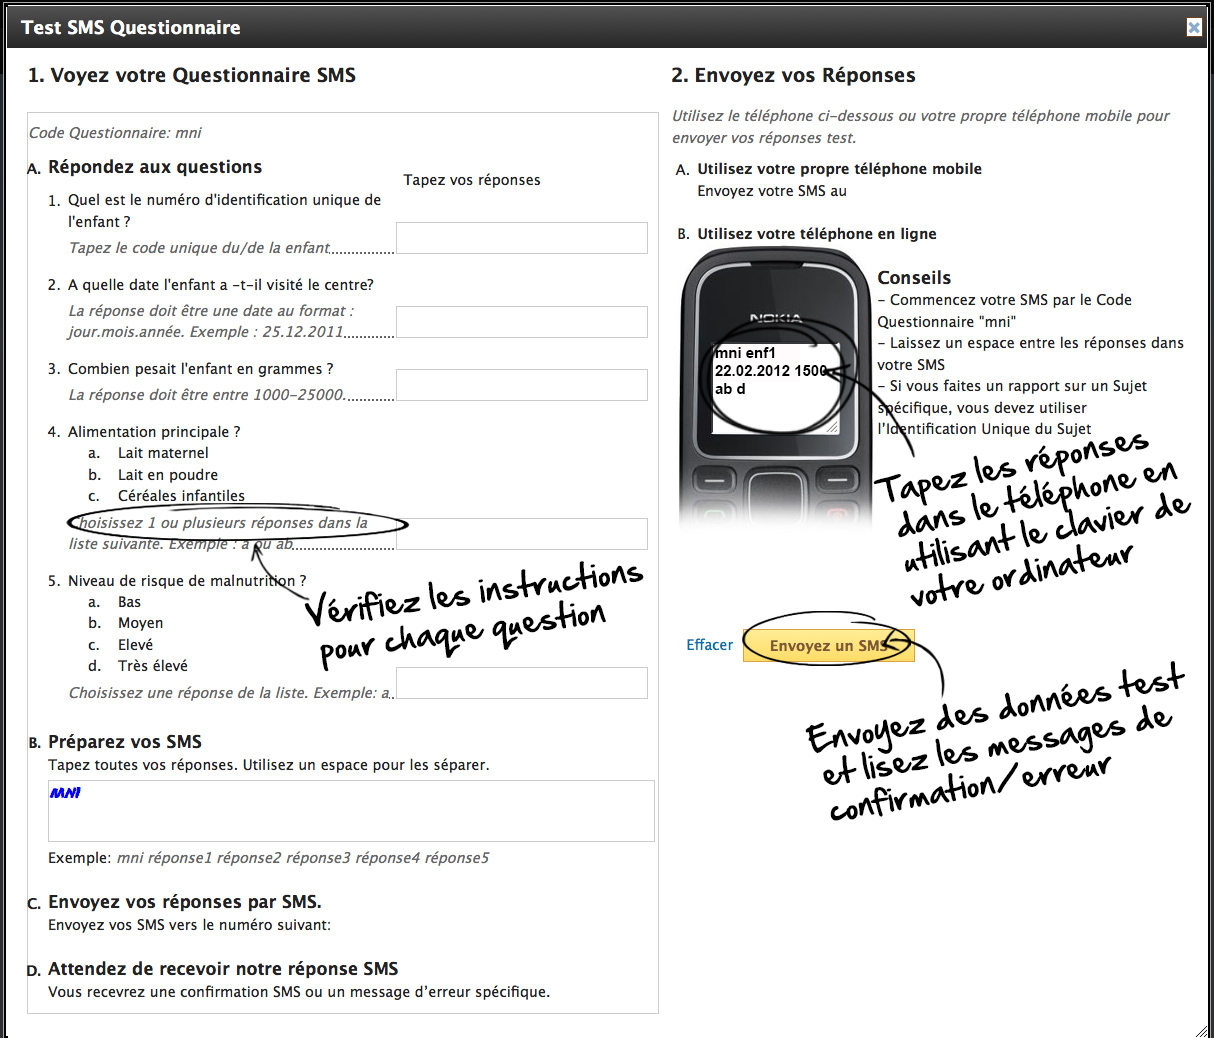 Test SMS Questionnaire
1. Voyez votre Questionnaire SMS
Code Questionnaire: mni
A. Répondez aux questions
Tapez vos réponses
1. Quel est le numéro d'identification unique de
l'enfant ?
Tapez le code unique du/de la enfant
2. A quelle date l'enfant a -t-il visité le centre?
La réponse doit être une date au format :
jour.mois.année. Exemple : 25.12.2011
3. Combien pesait l'enfant en grammes ?
La réponse doit être entre 1000-25000.
4. Alimentation principale ?
a. Lait maternel
b. Lait en poudre
c. Céréales infantiles
Choisissez 1 ou plusieurs réponses dans la
liste suivante. Exemple : a ou ab
Vérifiez les instructions
pour chaque question
5. Niveau de risque de malnutrition ?
a. Bas
b. Moyen
c. Elevé
d. Très élevé
Choisissez une réponse de la liste. Exemple: a
B. Préparez vos SMS
Tapez toutes vos réponses. Utilisez un espace pour les séparer.
MNI
Exemple: mni réponse1 réponse2 réponse3 réponse4 réponse5
C. Envoyez vos réponses par SMS.
Envoyez vos SMS vers le numéro suivant:
D. Attendez de recevoir notre réponse SMS
Vous recevrez une confirmation SMS ou un message d'erreur spécifique.
2. Envoyez vos Réponses
Utilisez le téléphone ci-dessous ou votre propre téléphone mobile pour
envoyer vos réponses test.
A. Utilisez votre propre téléphone mobile
Envoyez votre SMS au
B. Utilisez votre téléphone en ligne
NOKIA
mni enf1
22.02.2012 1500
ab d
Conseils
- Commencez votre SMS par le Code
Questionnaire "mni"
- Laissez un espace entre les réponses dans
votre SMS
- Si vous faites un rapport sur un Sujet
spécifique, vous devez utiliser
l'Identification Unique du Sujet
Tapez les réponses
dans le téléphone en
utilisant le clavier de
votre ordinateur
Effacer
Envoyez un SMS
Envoyez des données test
et lisez les messages de
confirmation/erreur